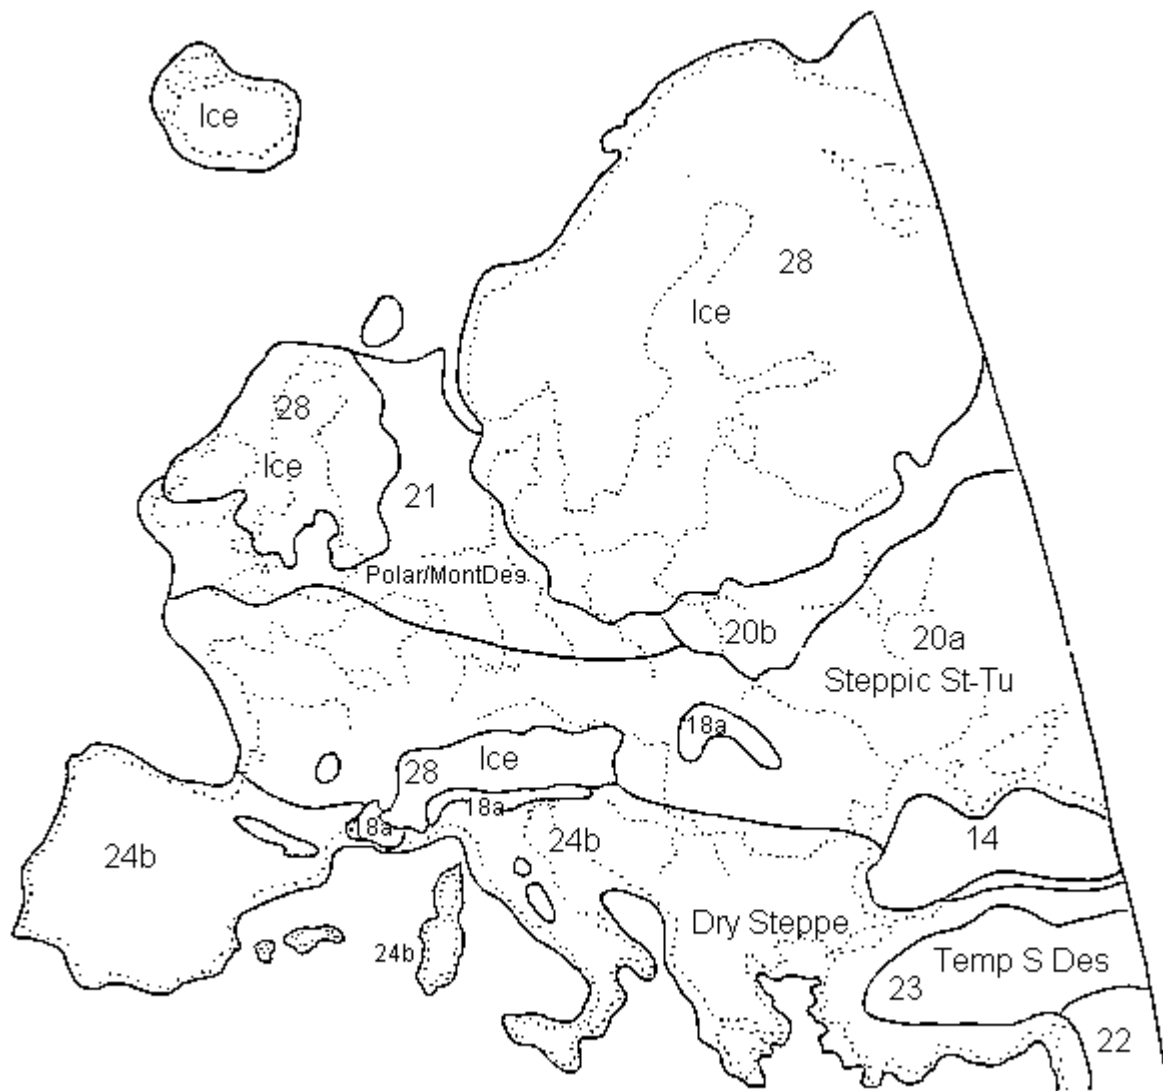 Ice
28
Ice
28
Ice
21
Polar/MontDes
20b
20a
Steppic St-Tu
18a
Ice
28
18a
18a
14
24b
24b
Dry Steppe
24b
Temp S Des
23
22